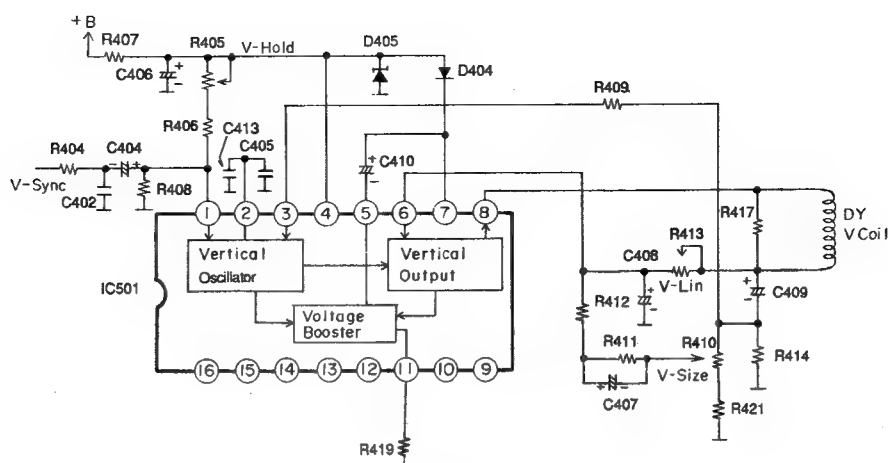 +B
R407
R405
V-Hold
D405
C406
D404
R409
R406
C413
C405
R404
C404
C410
V-Sync
C402
R408
R417
DY
V Coil
R413
C408
V-Lin
C409
1
2
3
4
5
6
7
8
Vertical
Oscillator
Vertical
Output
IC501
Voltage
Booster
R412
R411
R410
R414
V-Size
C407
R421
16
15
14
13
12
11
10
9
R419